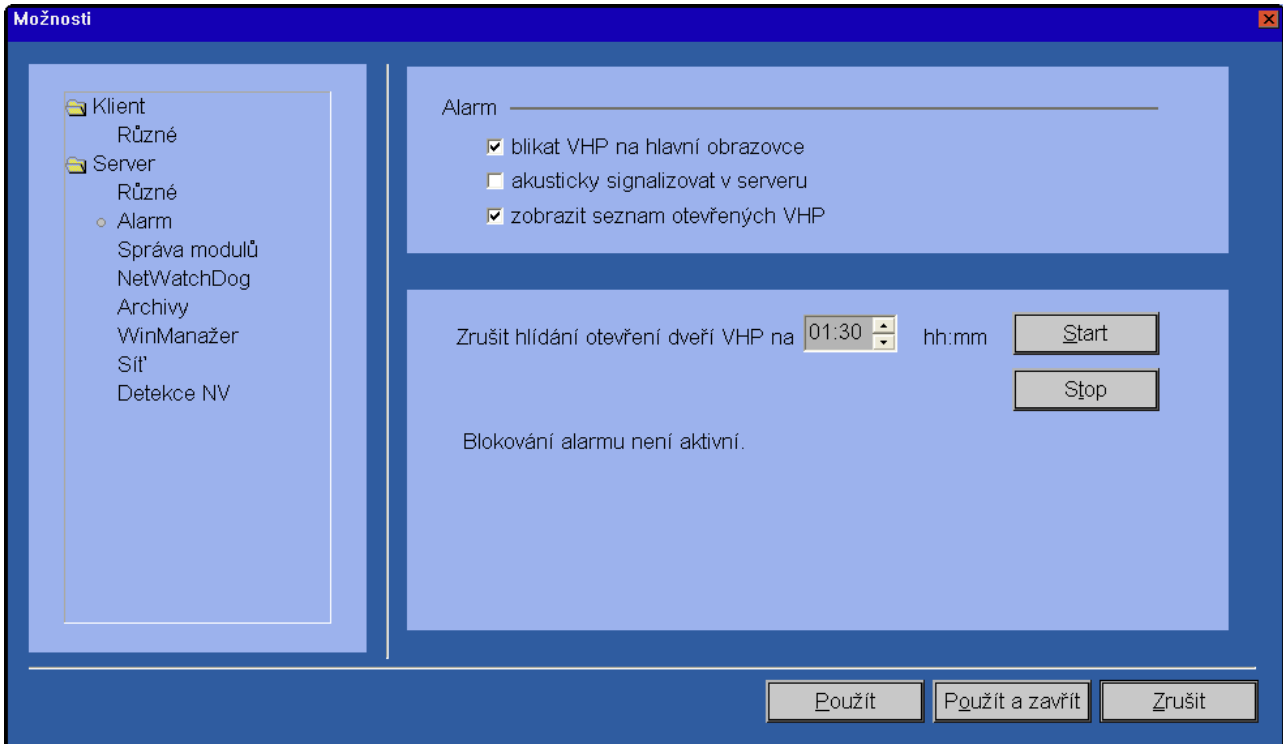 Možnosti
Klient
Různé
Server
Různé
Alarm
Správa modulů
NetWatchDog
Archivy
WinManažer
Síť
Detekce NV
Alarm
blikat VHP na hlavní obrazovce
akusticky signalizovat v serveru
zobrazit seznam otevřených VHP
Zrušit hlídání otevření dveří VHP na 01:30 hh:mm Start
Stop
Blokování alarmu není aktivní.
Použít Použít a zavřít Zrušit